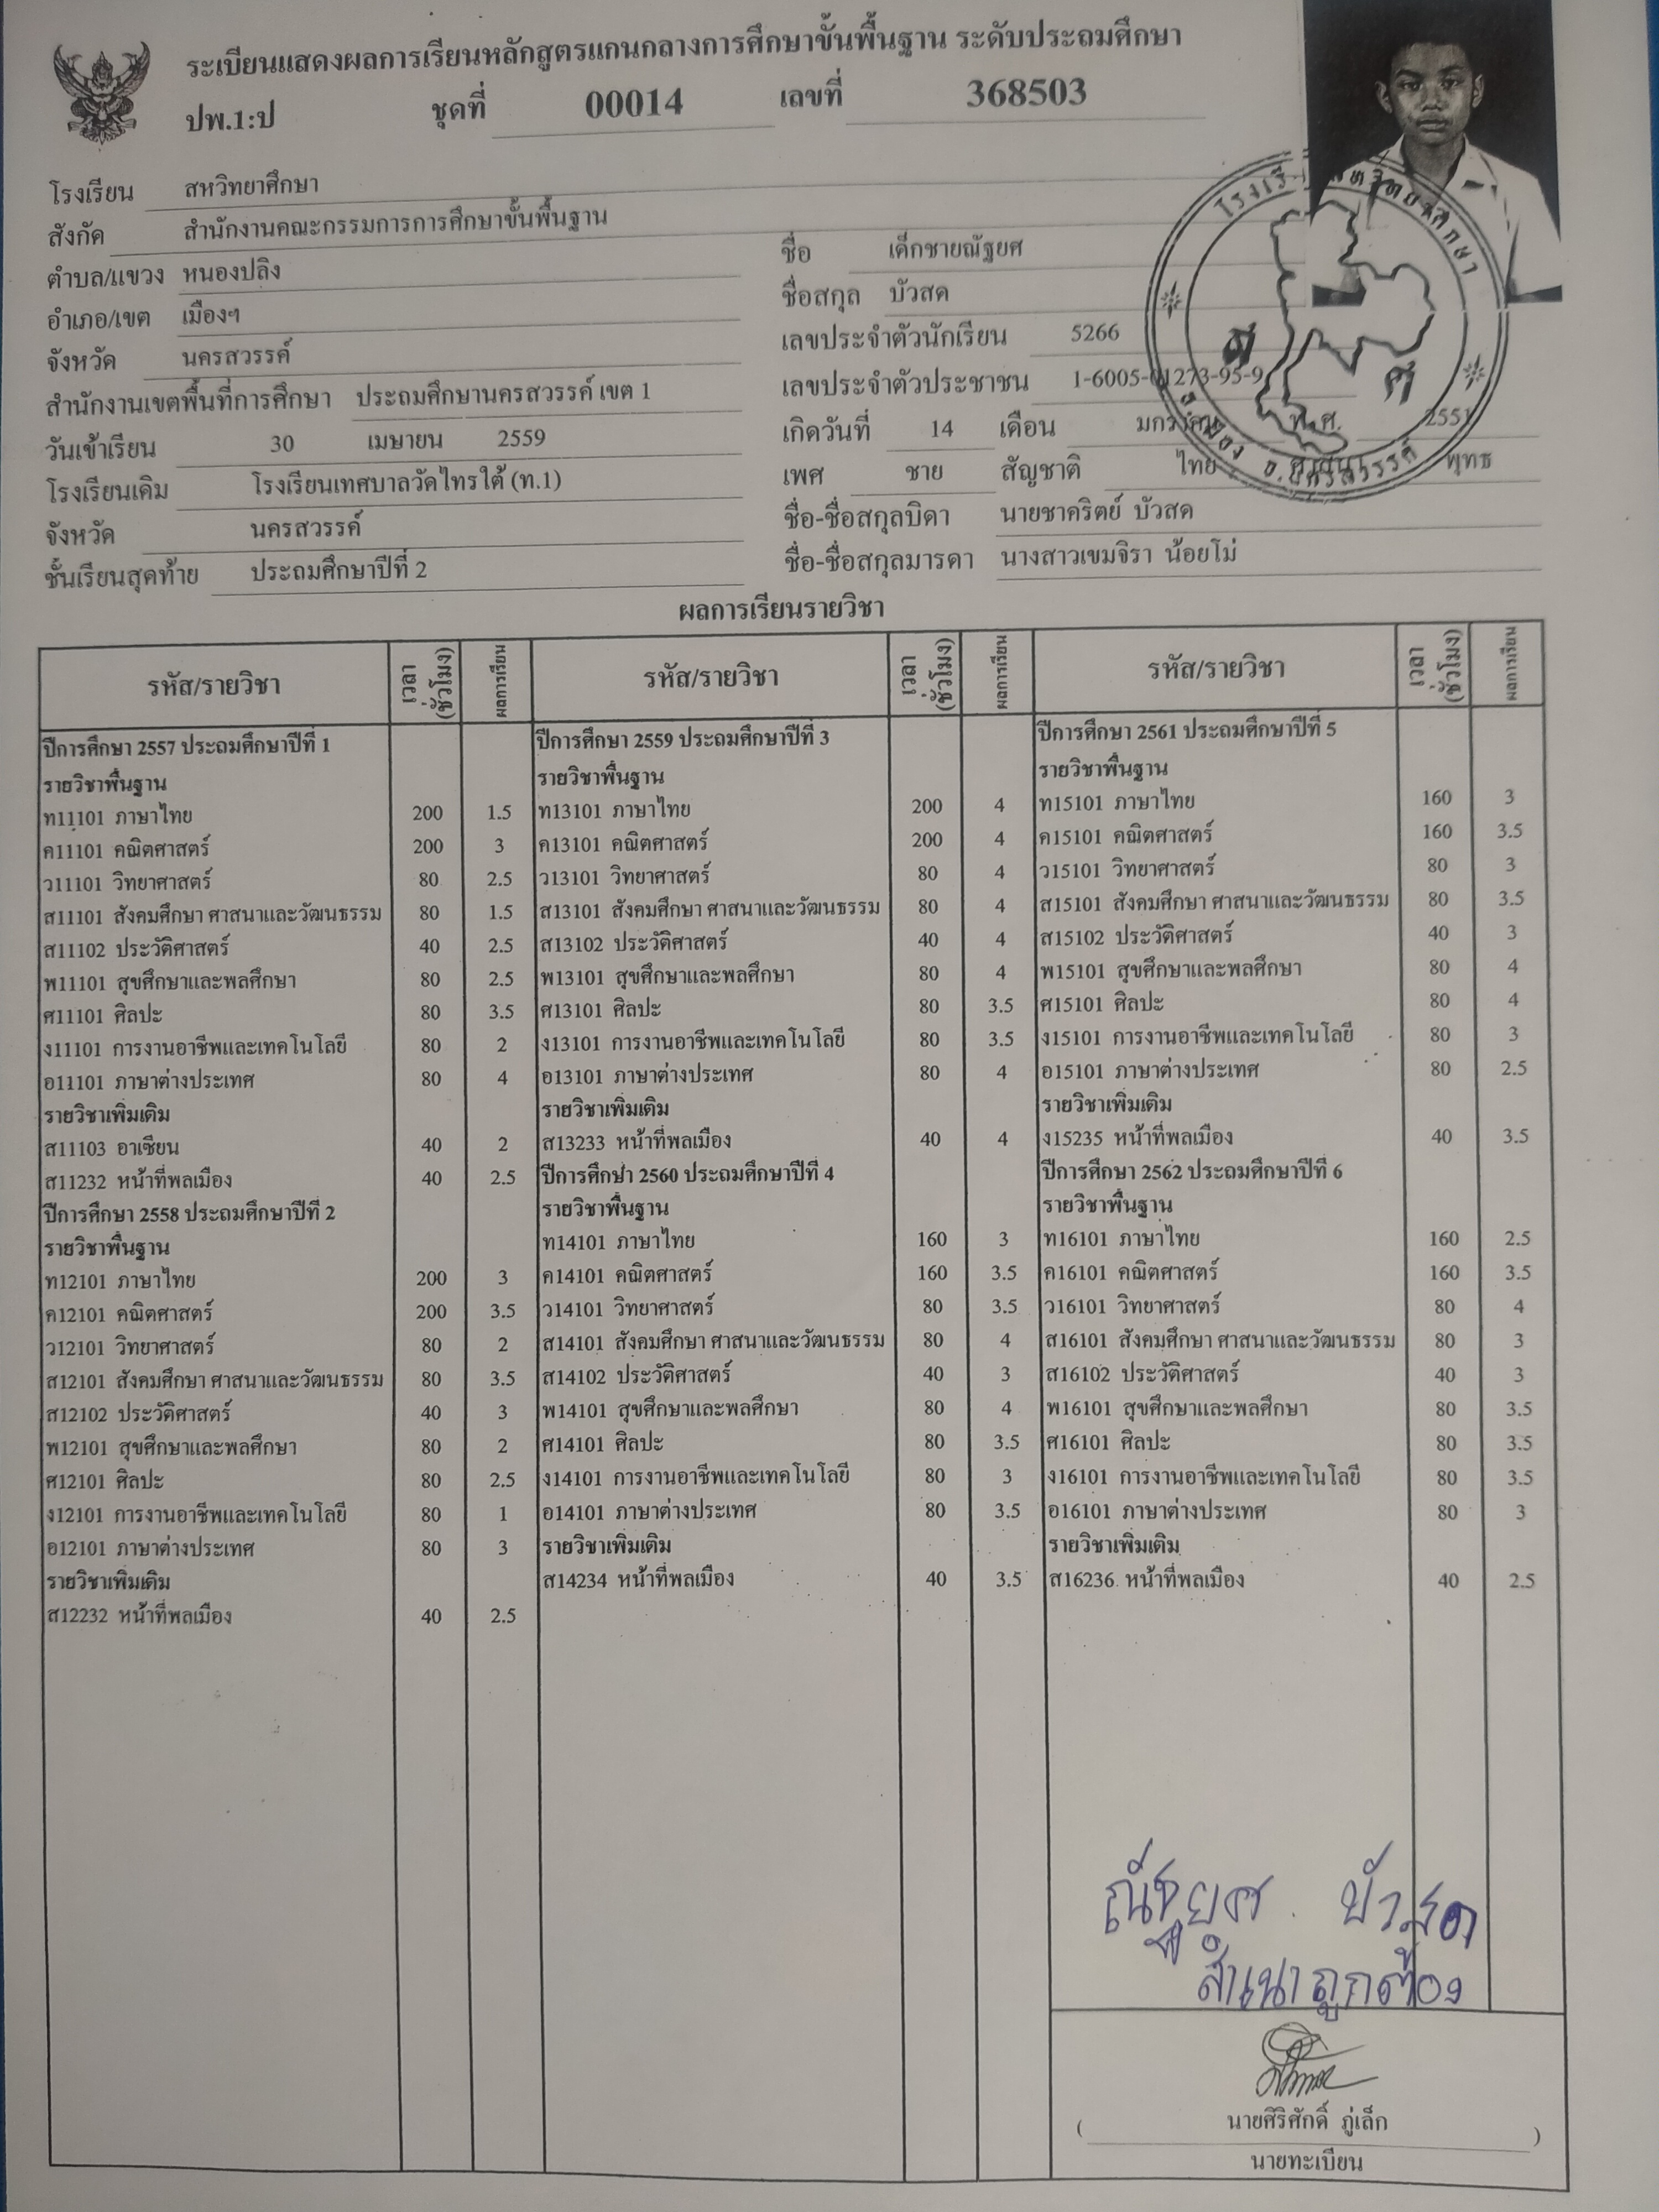 ระเบียนแสดงผลการเรียนหลักสูตรแกนกลางการศึกษาขั้นพื้นฐาน ระดับประถมศึกษา
ปพ.1:ป ชุดที่ 00014 เลขที่ 368503
โรงเรียน สหวิทยาศึกษา
สังกัด สำนักงานคณะกรรมการการศึกษาขั้นพื้นฐาน
ตำบล/แขวง หนองปลิง
อำเภอ/เขต เมืองฯ
จังหวัด นครสวรรค์
สำนักงานเขตพื้นที่การศึกษา ประถมศึกษานครสวรรค์ เขต 1
วันเข้าเรียน 30 เมษายน 2559
โรงเรียนเดิม โรงเรียนเทศบาลวัดไทรใต้ (ท.1)
จังหวัด นครสวรรค์
ชั้นเรียนสุดท้าย ประถมศึกษาปีที่ 2
ชื่อ เด็กชายณัฐยศ
ชื่อสกุล บัวสด
เลขประจำตัวนักเรียน 5266
เลขประจำตัวประชาชน 1-6005-01273-95-9
เกิดวันที่ 14 เดือน มกราคม พ.ศ. 2551
เพศ ชาย สัญชาติ ไทย ศาสนา พุทธ
ชื่อ-ชื่อสกุลบิดา นายชาคริตย์ บัวสด
ชื่อ-ชื่อสกุลมารดา นางสาวเขมจิรา น้อยโม่
ผลการเรียนรายวิชา
รหัส/รายวิชา เวลา (ชั่วโมง) ผลการเรียน
ปีการศึกษา 2557 ประถมศึกษาปีที่ 1
รายวิชาพื้นฐาน
ท11101 ภาษาไทย 200 1.5
ค11101 คณิตศาสตร์ 200 3
ว11101 วิทยาศาสตร์ 80 2.5
ส11101 สังคมศึกษา ศาสนาและวัฒนธรรม 80 1.5
ส11102 ประวัติศาสตร์ 40 2.5
พ11101 สุขศึกษาและพลศึกษา 80 2.5
ศ11101 ศิลปะ 80 3.5
ง11101 การงานอาชีพและเทคโนโลยี 80 2
อ11101 ภาษาต่างประเทศ 80 4
รายวิชาเพิ่มเติม
ส11103 อาเซียน 40 2
ส11232 หน้าที่พลเมือง 40 2.5
ปีการศึกษา 2558 ประถมศึกษาปีที่ 2
รายวิชาพื้นฐาน
ท12101 ภาษาไทย 200 3
ค12101 คณิตศาสตร์ 200 3.5
ว12101 วิทยาศาสตร์ 80 2
ส12101 สังคมศึกษา ศาสนาและวัฒนธรรม 80 3.5
ส12102 ประวัติศาสตร์ 40 3
พ12101 สุขศึกษาและพลศึกษา 80 2
ศ12101 ศิลปะ 80 2.5
ง12101 การงานอาชีพและเทคโนโลยี 80 1
อ12101 ภาษาต่างประเทศ 80 3
รายวิชาเพิ่มเติม
ส12232 หน้าที่พลเมือง 40 2.5
รหัส/รายวิชา เวลา (ชั่วโมง) ผลการเรียน
ปีการศึกษา 2559 ประถมศึกษาปีที่ 3
รายวิชาพื้นฐาน
ท13101 ภาษาไทย 200 4
ค13101 คณิตศาสตร์ 200 4
ว13101 วิทยาศาสตร์ 80 4
ส13101 สังคมศึกษา ศาสนาและวัฒนธรรม 80 4
ส13102 ประวัติศาสตร์ 40 4
พ13101 สุขศึกษาและพลศึกษา 80 4
ศ13101 ศิลปะ 80 3.5
ง13101 การงานอาชีพและเทคโนโลยี 80 3.5
อ13101 ภาษาต่างประเทศ 80 4
รายวิชาเพิ่มเติม
ส13233 หน้าที่พลเมือง 40 4
ปีการศึกษา 2560 ประถมศึกษาปีที่ 4
รายวิชาพื้นฐาน
ท14101 ภาษาไทย 160 3
ค14101 คณิตศาสตร์ 160 3.5
ว14101 วิทยาศาสตร์ 80 3.5
ส14101 สังคมศึกษา ศาสนาและวัฒนธรรม 80 4
ส14102 ประวัติศาสตร์ 40 3
พ14101 สุขศึกษาและพลศึกษา 80 4
ศ14101 ศิลปะ 80 3.5
ง14101 การงานอาชีพและเทคโนโลยี 80 3
อ14101 ภาษาต่างประเทศ 80 3.5
รายวิชาเพิ่มเติม
ส14234 หน้าที่พลเมือง 40 3.5
รหัส/รายวิชา เวลา (ชั่วโมง) ผลการเรียน
ปีการศึกษา 2561 ประถมศึกษาปีที่ 5
รายวิชาพื้นฐาน
ท15101 ภาษาไทย 160 3
ค15101 คณิตศาสตร์ 160 3.5
ว15101 วิทยาศาสตร์ 80 3
ส15101 สังคมศึกษา ศาสนาและวัฒนธรรม 80 3.5
ส15102 ประวัติศาสตร์ 40 3
พ15101 สุขศึกษาและพลศึกษา 80 4
ศ15101 ศิลปะ 80 4
ง15101 การงานอาชีพและเทคโนโลยี 80 3
อ15101 ภาษาต่างประเทศ 80 2.5
รายวิชาเพิ่มเติม
ง15235 หน้าที่พลเมือง 40 3.5
ปีการศึกษา 2562 ประถมศึกษาปีที่ 6
รายวิชาพื้นฐาน
ท16101 ภาษาไทย 160 2.5
ค16101 คณิตศาสตร์ 160 3.5
ว16101 วิทยาศาสตร์ 80 4
ส16101 สังคมศึกษา ศาสนาและวัฒนธรรม 80 3
ส16102 ประวัติศาสตร์ 40 3
พ16101 สุขศึกษาและพลศึกษา 80 3.5
ศ16101 ศิลปะ 80 3.5
ง16101 การงานอาชีพและเทคโนโลยี 80 3.5
อ16101 ภาษาต่างประเทศ 80 3
รายวิชาเพิ่มเติม
ส16236 หน้าที่พลเมือง 40 2.5
ณัฐยศ บัวสด
สำเนาถูกต้อง
( นายศิริศักดิ์ ภู่เล็ก )
นายทะเบียน